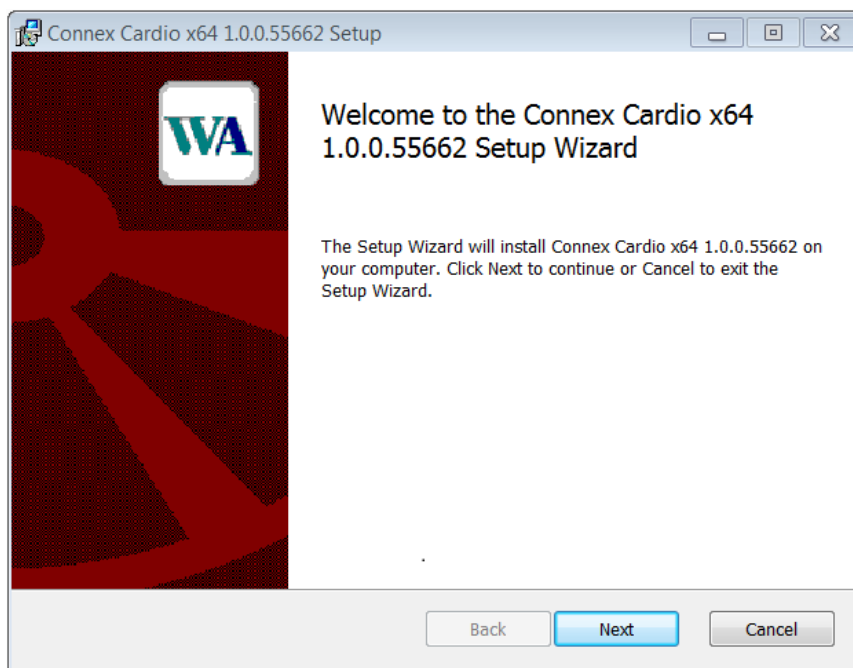 Connex Cardio x64 1.0.0.55662 Setup
WA
Welcome to the Connex Cardio x64
1.0.0.55662 Setup Wizard
The Setup Wizard will install Connex Cardio x64 1.0.0.55662 on
your computer. Click Next to continue or Cancel to exit the
Setup Wizard.
.
Back
Next
Cancel